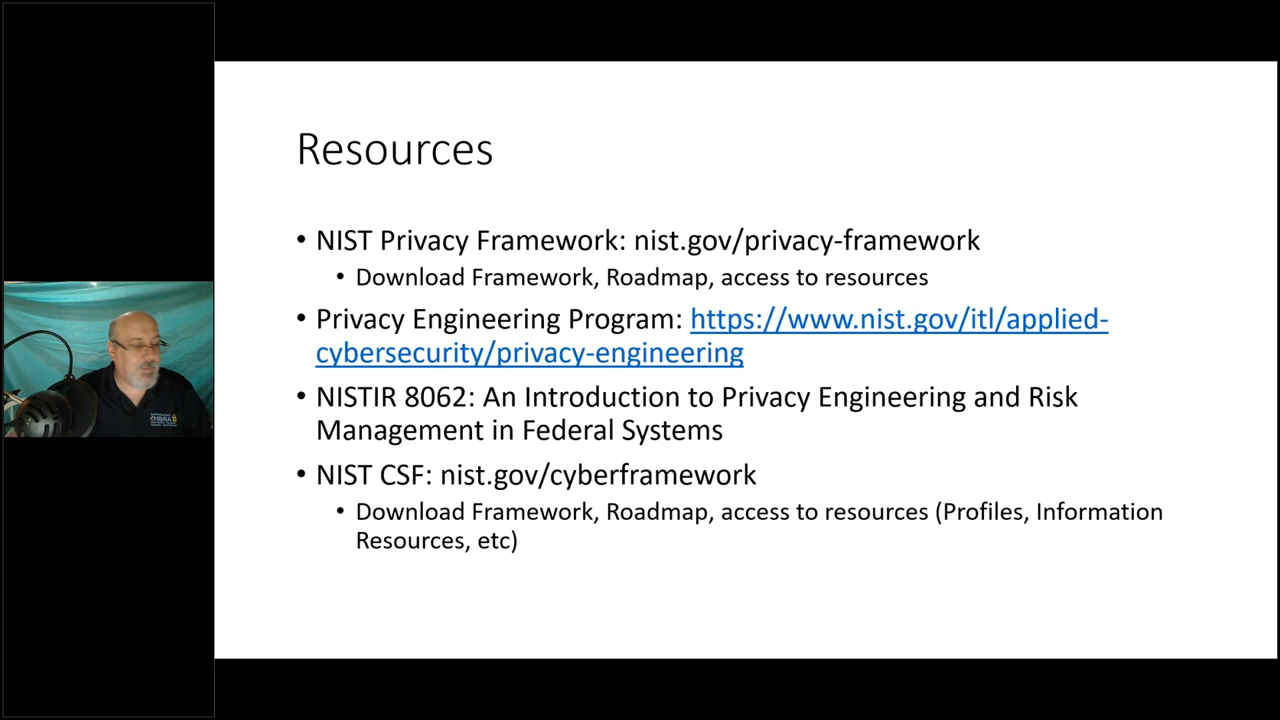 Resources
• NIST Privacy Framework: nist.gov/privacy-framework
• Download Framework, Roadmap, access to resources
• Privacy Engineering Program: https://www.nist.gov/itl/applied-
cybersecurity/privacy-engineering
• NISTIR 8062: An Introduction to Privacy Engineering and Risk
Management in Federal Systems
• NIST CSF: nist.gov/cyberframework
• Download Framework, Roadmap, access to resources (Profiles, Information
Resources, etc)